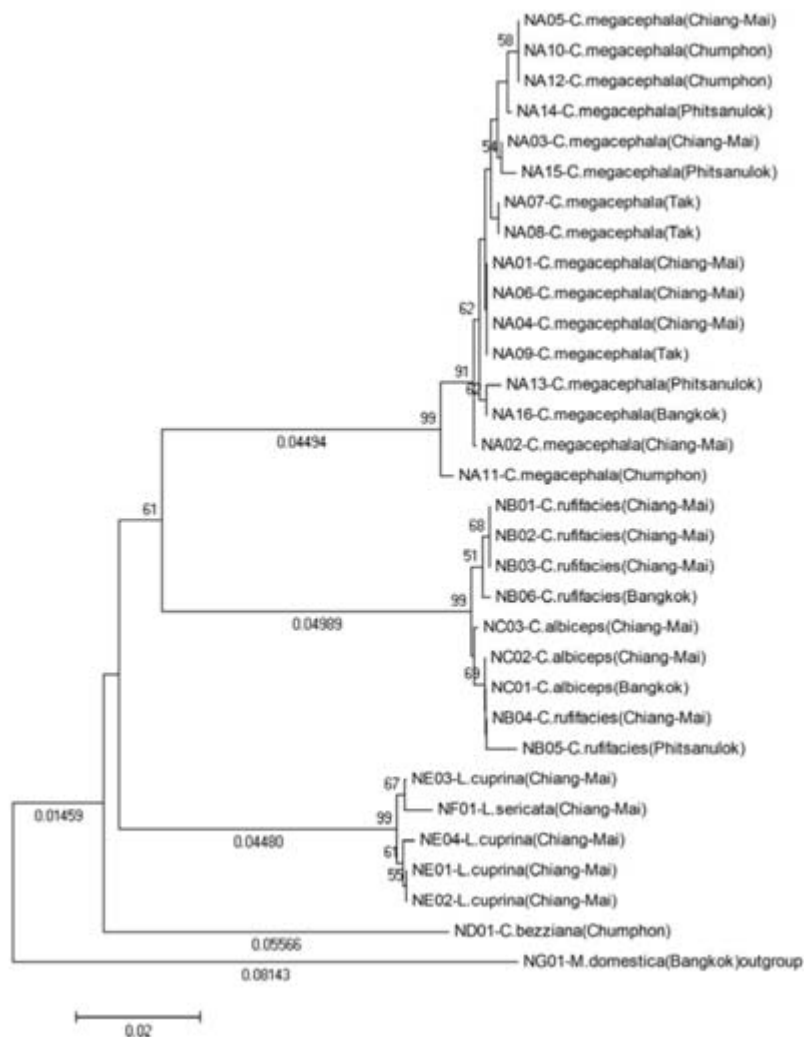 NA05-C.megacephala(Chiang-Mai)
58
NA10-C.megacephala(Chumphon)
NA12-C.megacephala(Chumphon)
NA14-C.megacephala(Phitsanulok)
NA03-C.megacephala(Chiang-Mai)
54
NA15-C.megacephala(Phitsanulok)
NA07-C.megacephala(Tak)
NA08-C.megacephala(Tak)
NA01-C.megacephala(Chiang-Mai)
NA06-C.megacephala(Chiang-Mai)
62
NA04-C.megacephala(Chiang-Mai)
NA09-C.megacephala(Tak)
91
NA13-C.megacephala(Phitsanulok)
NA16-C.megacephala(Bangkok)
99
0.04494
NA02-C.megacephala(Chiang-Mai)
NA11-C.megacephala(Chumphon)
61
NB01-C.rufifacies(Chiang-Mai)
68
NB02-C.rufifacies(Chiang-Mai)
51
NB03-C.rufifacies(Chiang-Mai)
NB06-C.rufifacies(Bangkok)
99
0.04989
NC03-C.albiceps(Chiang-Mai)
NC02-C.albiceps(Chiang-Mai)
69
NC01-C.albiceps(Bangkok)
NB04-C.rufifacies(Chiang-Mai)
NB05-C.rufifacies(Phitsanulok)
NE03-L.cuprina(Chiang-Mai)
67
NF01-L.sericata(Chiang-Mai)
0.01459
99
0.04480
NE04-L.cuprina(Chiang-Mai)
61
NE01-L.cuprina(Chiang-Mai)
55
NE02-L.cuprina(Chiang-Mai)
ND01-C.bezziana(Chumphon)
0.05566
NG01-M.domestica(Bangkok)outgroup
0.08143
0.02